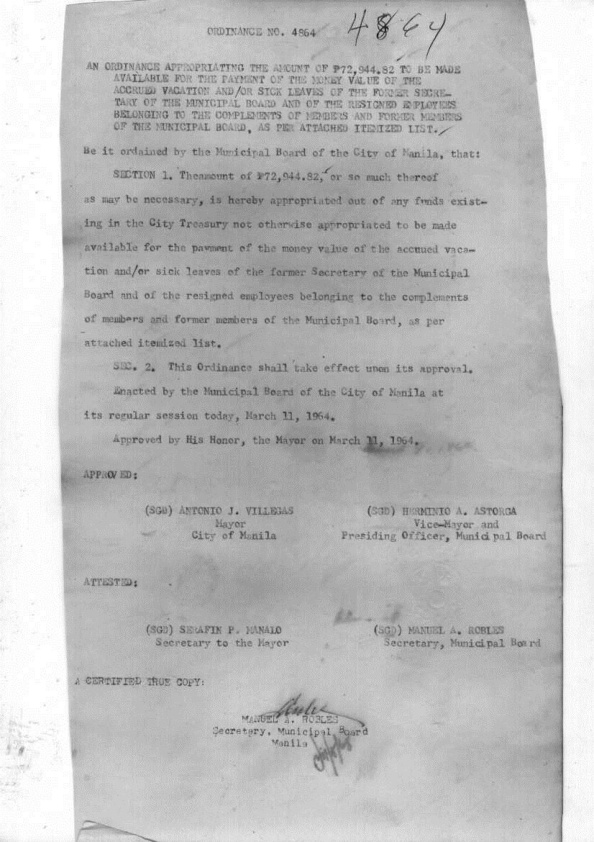 ORDINANCE NO. 4864
4864
AN ORDINANCE APPROPRIATING THE AMOUNT OF ₱72,944.82 TO BE MADE
AVAILABLE FOR THE PAYMENT OF THE MONEY VALUE OF THE
ACCRUED VACATION AND/OR SICK LEAVES OF THE FORMER SECRE-
TARY OF THE MUNICIPAL BOARD AND OF THE RESIGNED EMPLOYEES
BELONGING TO THE COMPLEMENTS OF MEMBERS AND FORMER MEMBERS
OF THE MUNICIPAL BOARD, AS PER ATTACHED ITEMIZED LIST.
Be it ordained by the Municipal Board of the City of Manila, that:
SECTION 1. Theamount of ₱72,944.82, or so much thereof
as may be necessary, is hereby appropriated out of any funds exist-
ing in the City Treasury not otherwise appropriated to be made
available for the payment of the money value of the accrued vaca-
tion and/or sick leaves of the former Secretary of the Municipal
Board and of the resigned employees belonging to the complements
of members and former members of the Municipal Board, as per
attached itemized list.
SEC. 2. This Ordinance shall take effect upon its approval.
Enacted by the Municipal Board of the City of Manila at
its regular session today, March 11, 1964.
Approved by His Honor, the Mayor on March 11, 1964.
APPROVED:
(SGD) ANTONIO J. VILLEGAS (SGD) HERMINIO A. ASTORGA
Mayor Vice-Mayor and
City of Manila Presiding Officer, Municipal Board
ATTESTED:
(SGD) SERAFIN P. MANALO (SGD) MANUEL A. ROBLES
Secretary to the Mayor Secretary, Municipal Board
A CERTIFIED TRUE COPY:
MANUEL A. ROBLES
Secretary, Municipal Board
Manila